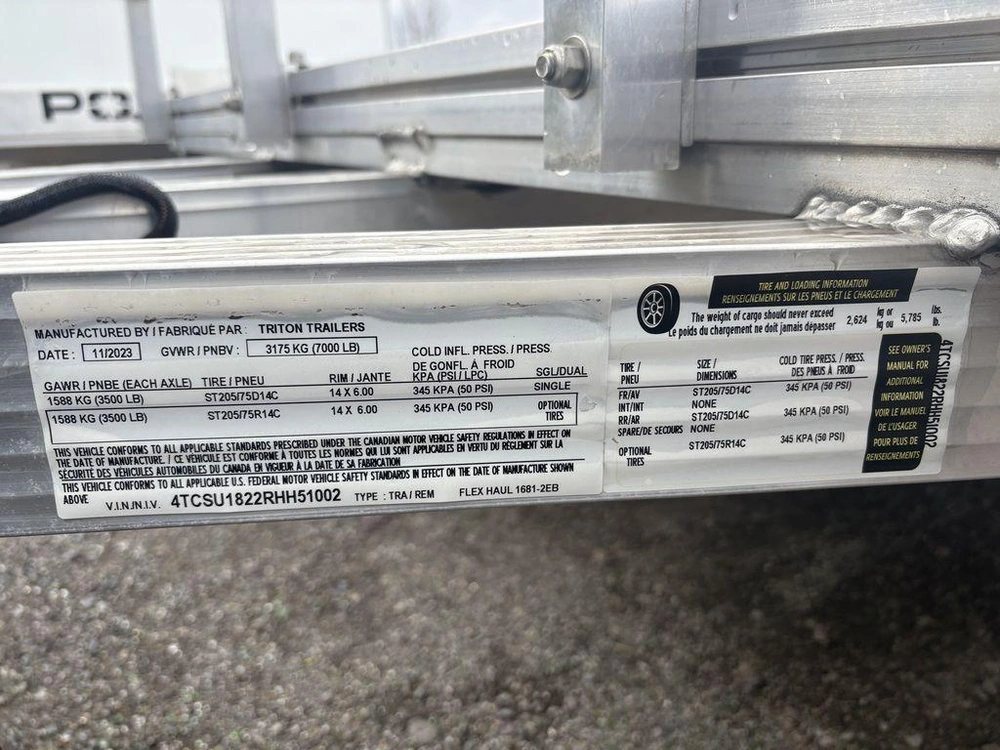 PO
MANUFACTURED BY / FABRIQUÉ PAR : TRITON TRAILERS
DATE : 11/2023 GVWR / PNBV : 3175 KG (7000 LB)
COLD INFL. PRESS. / PRESS.
DE GONFL. À FROID
GAWR / PNBE (EACH AXLE) TIRE / PNEU RIM / JANTE KPA (PSI / LPC) SGL/DUAL
1588 KG (3500 LB) ST205/75D14C 14 X 6.00 345 KPA (50 PSI) SINGLE
1588 KG (3500 LB) ST205/75R14C 14 X 6.00 345 KPA (50 PSI) OPTIONAL TIRES
THIS VEHICLE CONFORMS TO ALL APPLICABLE STANDARDS PRESCRIBED UNDER THE CANADIAN MOTOR VEHICLE SAFETY REGULATIONS IN EFFECT ON
THE DATE OF MANUFACTURE. / CE VÉHICULE EST CONFORME À TOUTES LES NORMES QUI LUI SONT APPLICABLES EN VERTU DU RÈGLEMENT SUR LA
SÉCURITÉ DES VÉHICULES AUTOMOBILES DU CANADA EN VIGUEUR À LA DATE DE SA FABRICATION
THIS VEHICLE CONFORMS TO ALL APPLICABLE U.S. FEDERAL MOTOR VEHICLE SAFETY STANDARDS IN EFFECT ON THE DATE OF MANUFACTURE SHOWN
ABOVE
V.I.N./N.I.V. 4TCSU1822RHH51002 TYPE : TRA / REM FLEX HAUL 1681-2EB
TIRE AND LOADING INFORMATION
RENSEIGNEMENTS SUR LES PNEUS ET LE CHARGEMENT
The weight of cargo should never exceed
Le poids du chargement ne doit jamais dépasser
2,624 kg or kg ou 5,785 lbs. lb.
TIRE / PNEU SIZE / DIMENSIONS COLD TIRE PRESS. / PRESS. DES PNEUS À FROID
FR/AV ST205/75D14C 345 KPA (50 PSI)
INT/INT NONE
RR/AR ST205/75D14C 345 KPA (50 PSI)
SPARE/DE SECOURS NONE
OPTIONAL TIRES ST205/75R14C 345 KPA (50 PSI)
SEE OWNER'S
MANUAL FOR
ADDITIONAL
INFORMATION
VOIR LE MANUEL
DE L'USAGER
POUR PLUS DE
RENSEIGNEMENTS
4TCSU1822RHH51002